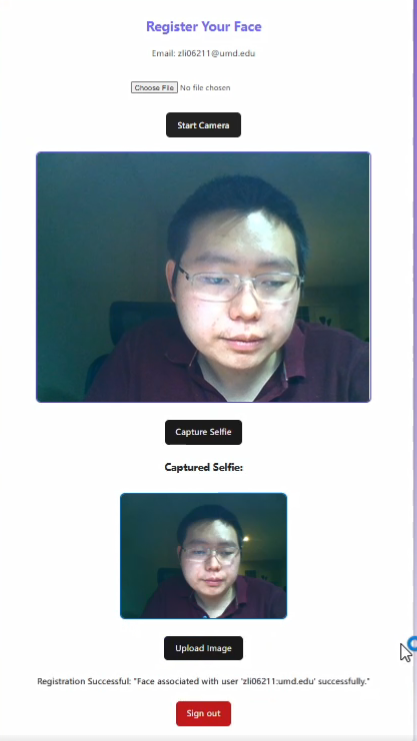 Register Your Face
Email: zli06211@umd.edu
Choose File No file chosen
Start Camera
Capture Selfie
Captured Selfie:
Upload Image
Registration Successful: "Face associated with user 'zli06211:umd.edu' successfully."
Sign out